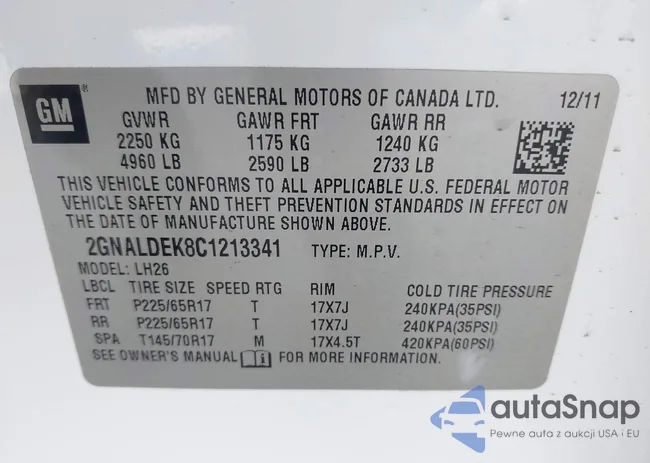 GM ®
MFD BY GENERAL MOTORS OF CANADA LTD. 12/11
GVWR GAWR FRT GAWR RR
2250 KG 1175 KG 1240 KG
4960 LB 2590 LB 2733 LB
THIS VEHICLE CONFORMS TO ALL APPLICABLE U.S. FEDERAL MOTOR
VEHICLE SAFETY AND THEFT PREVENTION STANDARDS IN EFFECT ON
THE DATE OF MANUFACTURE SHOWN ABOVE.
2GNALDEK8C1213341 TYPE: M.P.V.
MODEL: LH26
LBCL TIRE SIZE SPEED RTG RIM COLD TIRE PRESSURE
FRT P225/65R17 T 17X7J 240KPA(35PSI)
RR P225/65R17 T 17X7J 240KPA(35PSI)
SPA T145/70R17 M 17X4.5T 420KPA(60PSI)
SEE OWNER'S MANUAL i FOR MORE INFORMATION.
autaSnap
Pewne auta z aukcji USA i EU